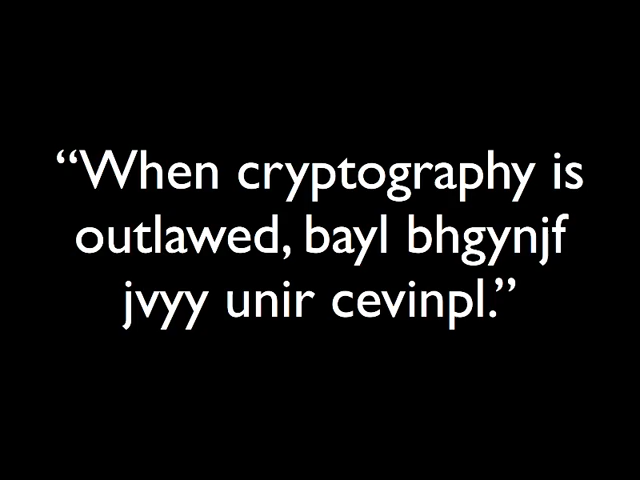 “When cryptography is
outlawed, bayl bhgynjf
jvyy unir cevinpl.”